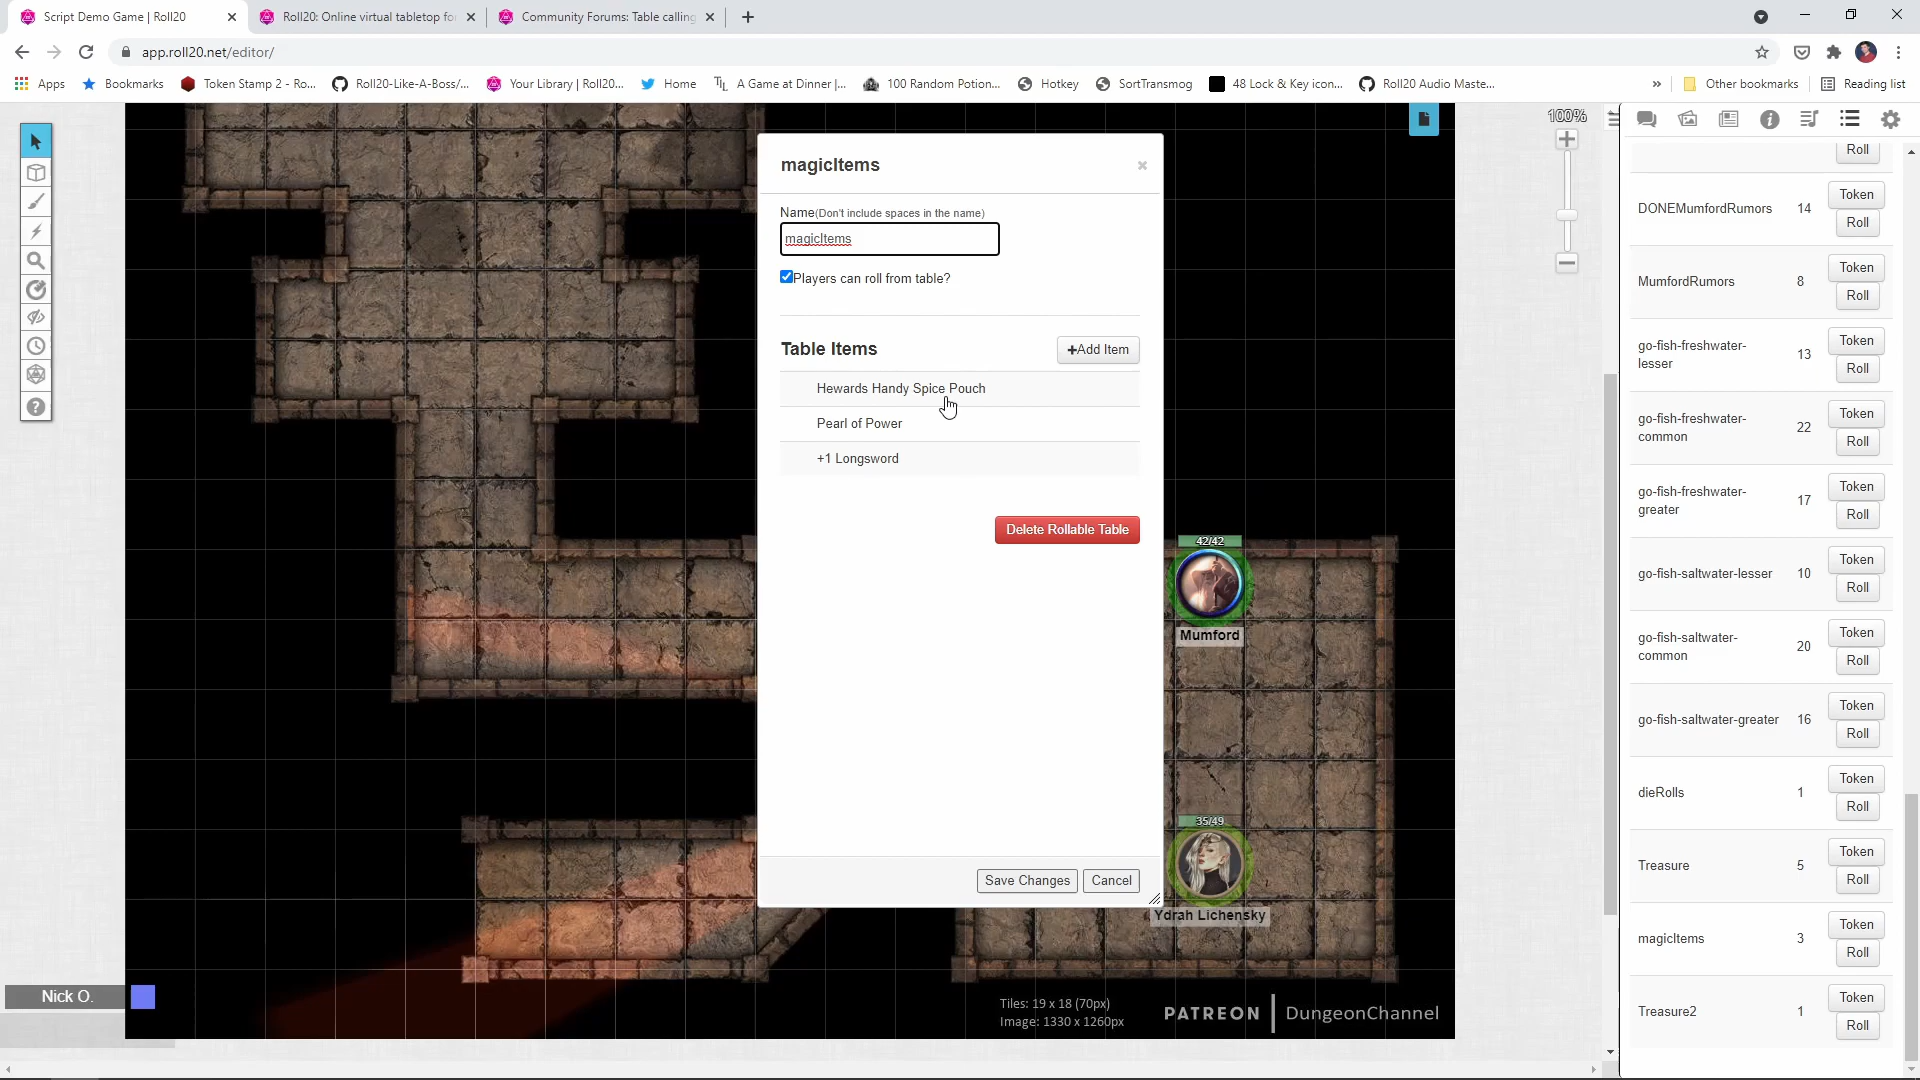 Script Demo Game | Roll20
Roll20: Online virtual tabletop fo
Community Forums: Table calling
app.roll20.net/editor/
Apps
Bookmarks
Token Stamp 2 - Ro...
Roll20-Like-A-Boss/...
Your Library | Roll20...
Home
A Game at Dinner |...
100 Random Potion...
Hotkey
SortTransmog
48 Lock & Key icon...
Roll20 Audio Maste...
»
Other bookmarks
Reading list
100%
magicItems
Name(Don't include spaces in the name)
magicItems
Players can roll from table?
Table Items
+Add Item
Hewards Handy Spice Pouch
Pearl of Power
+1 Longsword
Delete Rollable Table
Save Changes
Cancel
42/42
Mumford
35/49
Ydrah Lichensky
Nick O.
Tiles: 19 x 18 (70px)
Image: 1330 x 1260px
PATREON | DungeonChannel
Roll
DONEMumfordRumors 14 Token
Roll
MumfordRumors 8 Token
Roll
go-fish-freshwater-
lesser 13 Token
Roll
go-fish-freshwater-
common 22 Token
Roll
go-fish-freshwater-
greater 17 Token
Roll
go-fish-saltwater-lesser 10 Token
Roll
go-fish-saltwater-
common 20 Token
Roll
go-fish-saltwater-greater 16 Token
Roll
dieRolls 1 Token
Roll
Treasure 5 Token
Roll
magicItems 3 Token
Roll
Treasure2 1 Token
Roll